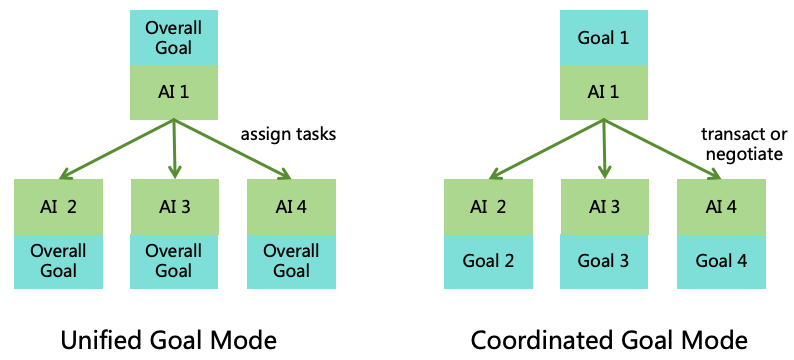 Overall
Goal
AI 1
assign tasks
AI 2
AI 3
AI 4
Overall
Goal
Overall
Goal
Overall
Goal
Unified Goal Mode
Goal 1
AI 1
transact or
negotiate
AI 2
AI 3
AI 4
Goal 2
Goal 3
Goal 4
Coordinated Goal Mode